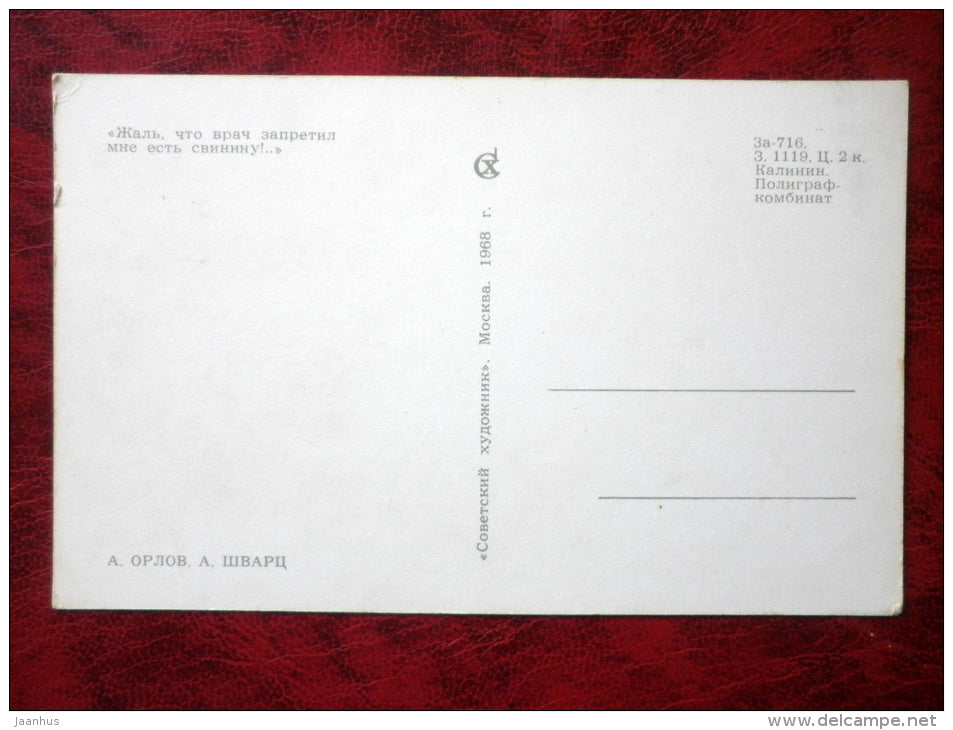 «Жаль, что врач запретил
мне есть свинину!..»
За-716.
З. 1119. Ц. 2 к.
Калинин.
Полиграф-
комбинат
СХ
«Советский художник». Москва. 1968 г.
А. ОРЛОВ, А. ШВАРЦ
jaanhus
www.delcampe.net